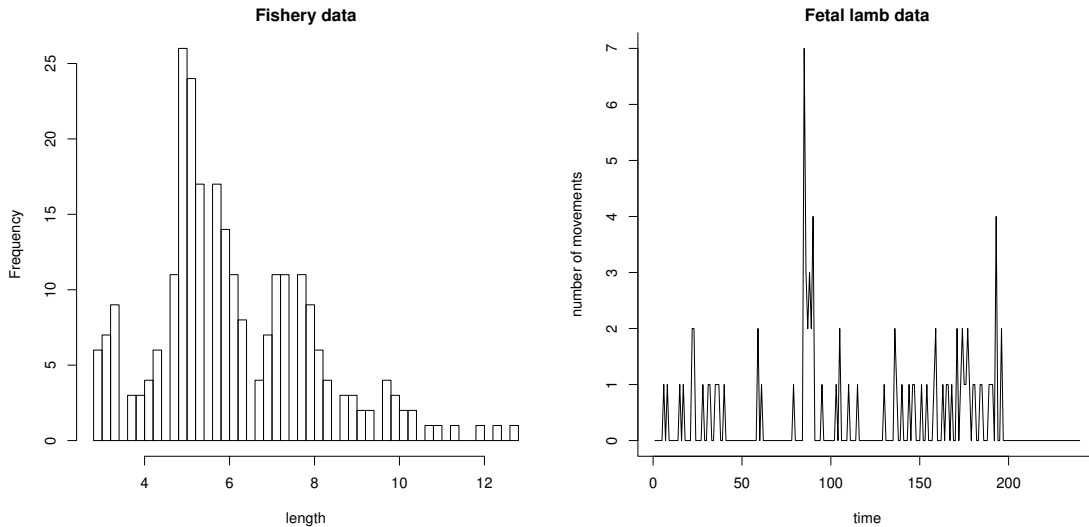 Fishery data
Frequency
0
5
10
15
20
25
4 6 8 10 12
length
Fetal lamb data
number of movements
0
1
2
3
4
5
6
7
0 50 100 150 200
time